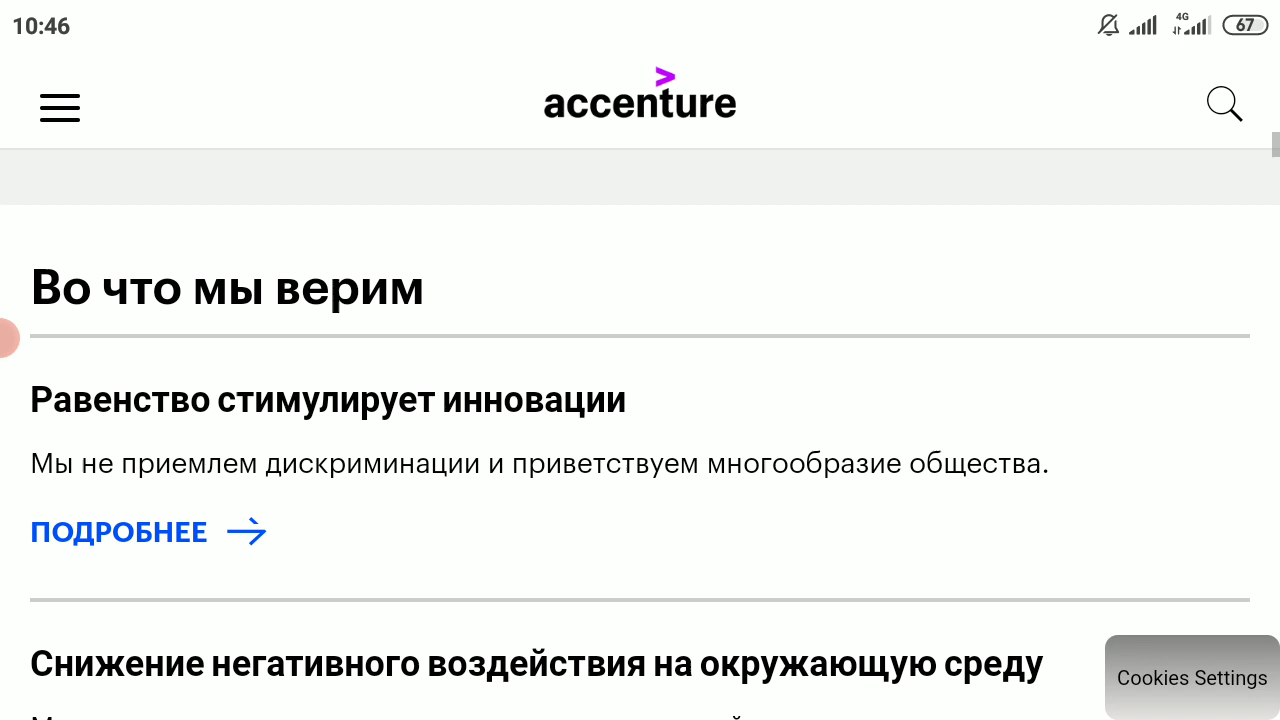 10:46
4G
67
accenture
Во что мы верим
Равенство стимулирует инновации
Мы не приемлем дискриминации и приветствуем многообразие общества.
ПОДРОБНЕЕ
Снижение негативного воздействия на окружающую среду
Cookies Settings